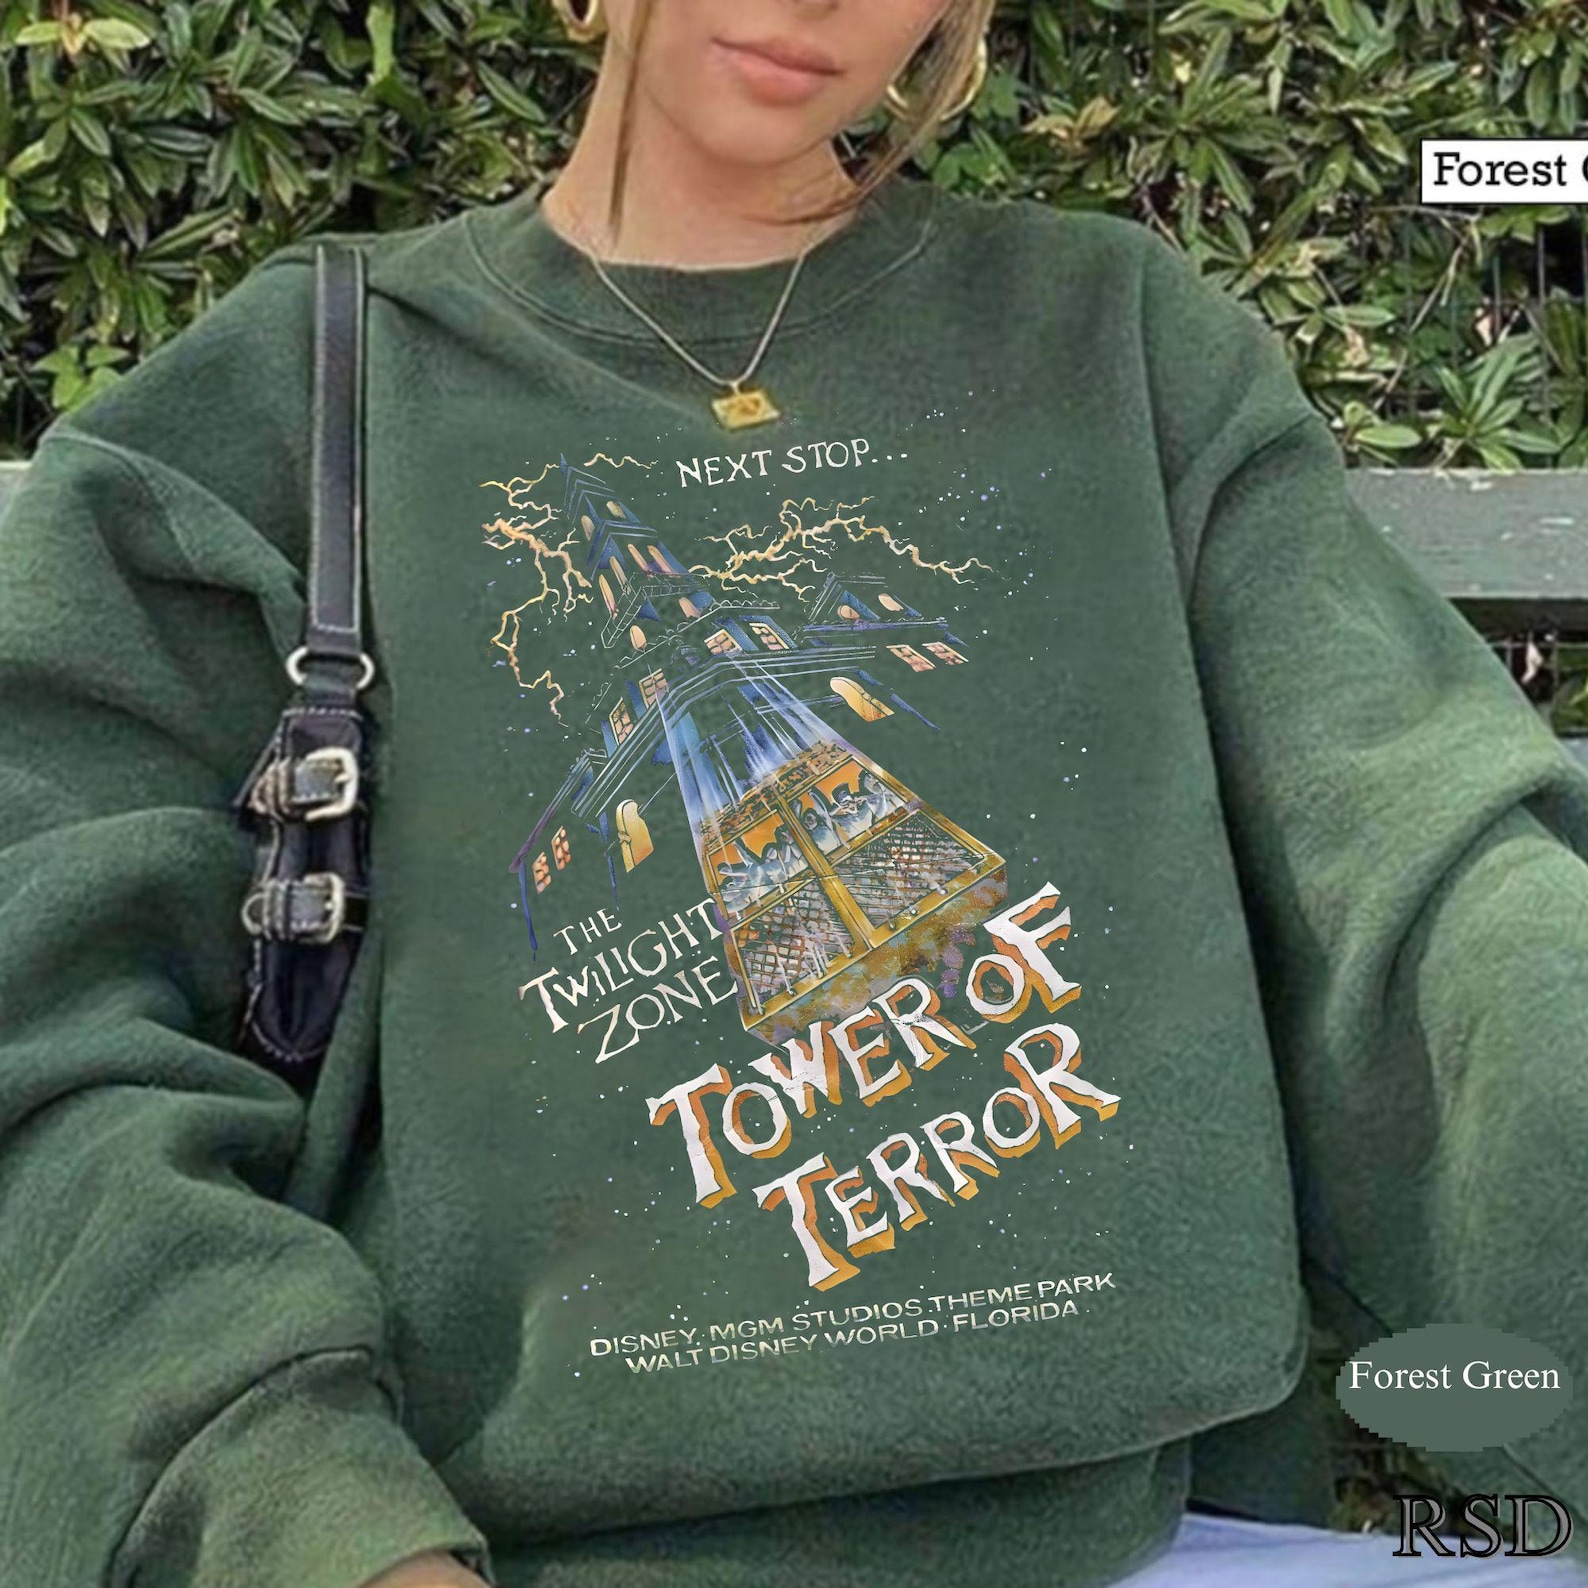 Forest
NEXT STOP...
THE
TWILIGHT
ZONE
TOWER OF
TERROR
DISNEY. MGM STUDIOS.THEME PARK
WALT DISNEY WORLD·FLORIDA.
Forest Green
RSD